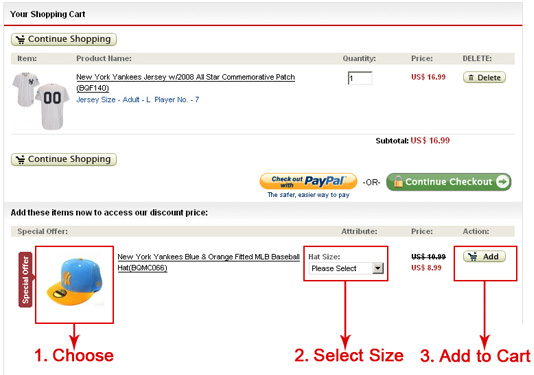 Your Shopping Cart
Continue Shopping
Item: Product Name: Quantity: Price: DELETE:
New York Yankees Jersey w/2008 All Star Commemorative Patch 1 US$ 16.99 Delete
(BQF140)
Jersey Size - Adult - L Player No. - 7
00
Subtotal: US$ 16.99
Continue Shopping
Check out with PayPal -OR- Continue Checkout
The safer, easier way to pay
Add these items now to access our discount price:
Special Offer: Attribute: Price: Action:
Special Offer
New York Yankees Blue & Orange Fitted MLB Baseball Hat Size: US$ 10.99 Add
Hat(BQMC066) Please Select US$ 8.99
1. Choose 2. Select Size 3. Add to Cart